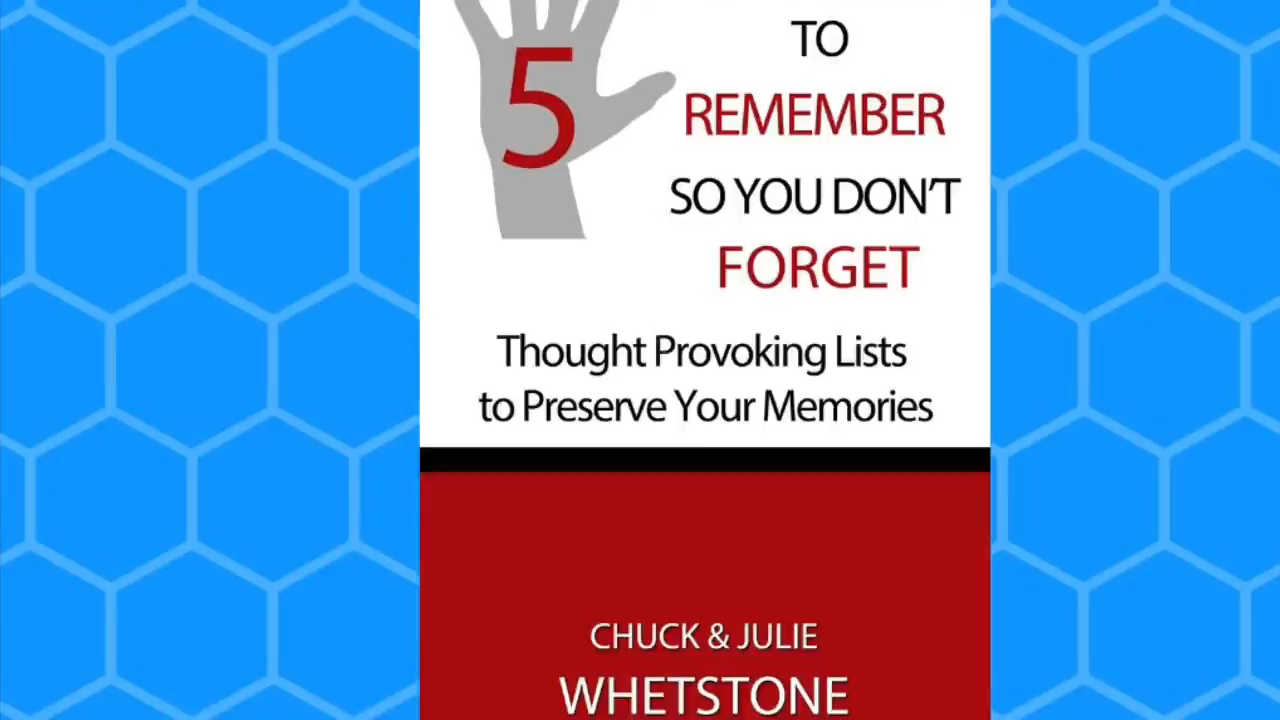 5
TO
REMEMBER
SO YOU DON'T
FORGET
Thought Provoking Lists
to Preserve Your Memories
CHUCK & JULIE
WHETSTONE